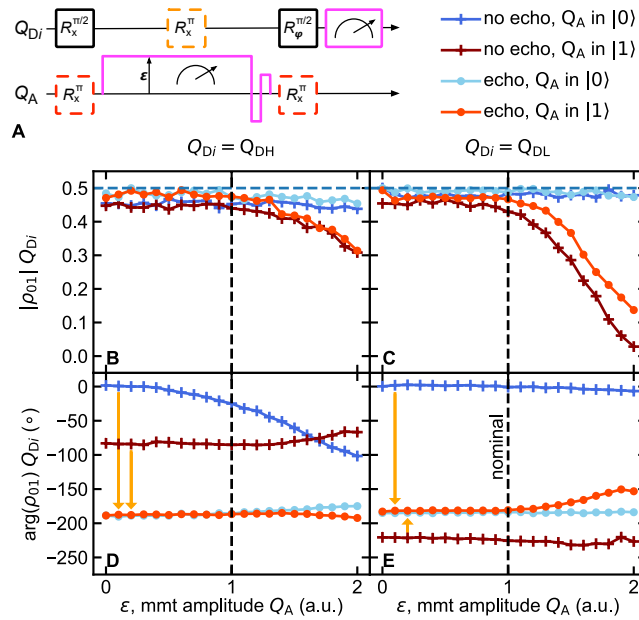 Q_Di R_x^{π/2} R_x^π R_φ^{π/2}
Q_A R_x^π ε R_x^π
A
no echo, Q_A in |0⟩
no echo, Q_A in |1⟩
echo, Q_A in |0⟩
echo, Q_A in |1⟩
Q_Di = Q_DH
Q_Di = Q_DL
|ρ_01| Q_Di
0.5
0.4
0.3
0.2
0.1
0.0
B
C
arg(ρ_01) Q_Di (°)
0
−50
−100
−150
−200
−250
nominal
D
E
0 1 2
0 1 2
ε, mmt amplitude Q_A (a.u.)
ε, mmt amplitude Q_A (a.u.)